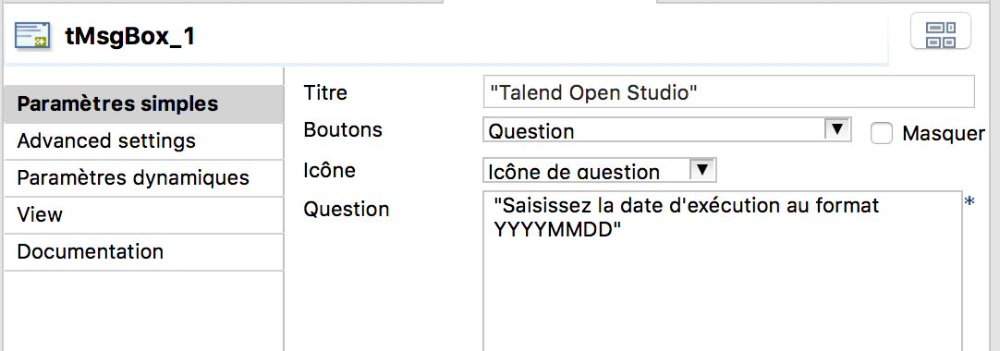 tMsgBox_1
Paramètres simples
Advanced settings
Paramètres dynamiques
View
Documentation
Titre
"Talend Open Studio"
Boutons
Question
Masquer
Icône
Icône de question
Question
"Saisissez la date d'exécution au format
YYYYMMDD"
*